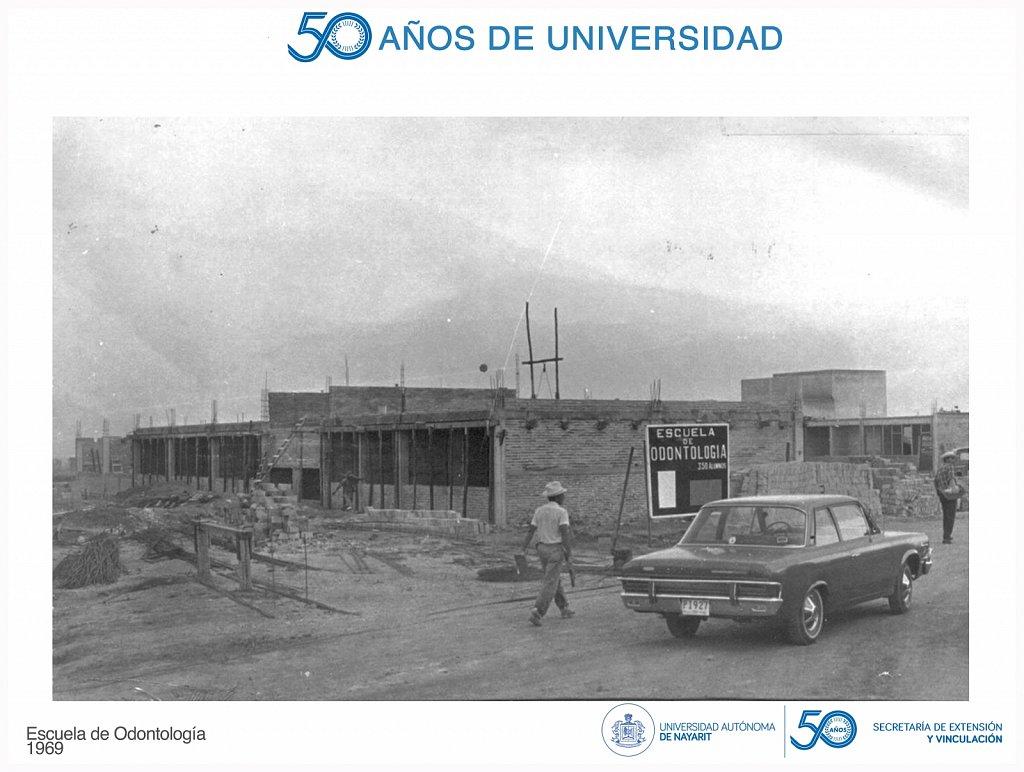 50 AÑOS DE UNIVERSIDAD
ESCUELA
DE
ODONTOLOGIA
350 ALUMNOS
P1927
Escuela de Odontología
1969
UNIVERSIDAD AUTÓNOMA
DE NAYARIT
50
AÑOS
SECRETARÍA DE EXTENSIÓN
Y VINCULACIÓN